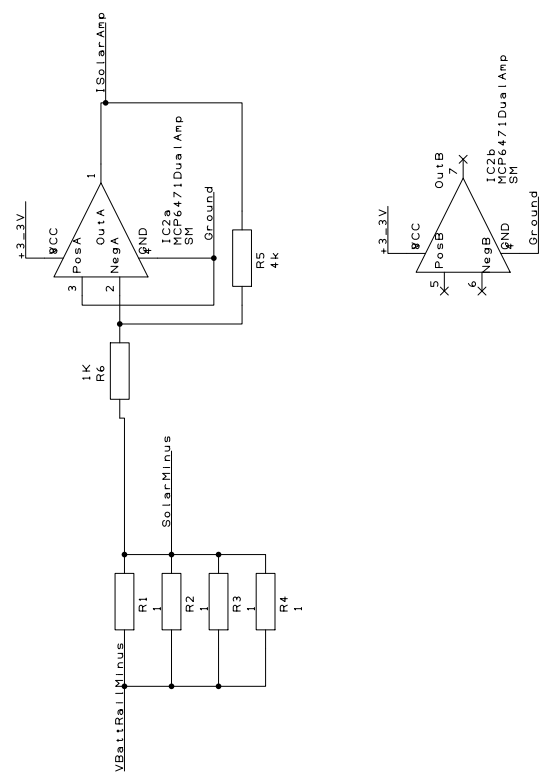 ISolarAmp
1
IC2a
MCP6471DualAmp
SM
OutA
+3_3V
8
VCC
PosA
NegA
GND
4
Ground
3
2
R5
4k
1K
R6
SolarMinus
R1
1
R2
1
R3
1
R4
1
VBattRailMinus
OutB
7
IC2b
MCP6471DualAmp
SM
+3_3V
8
VCC
PosB
NegB
GND
4
Ground
5
6